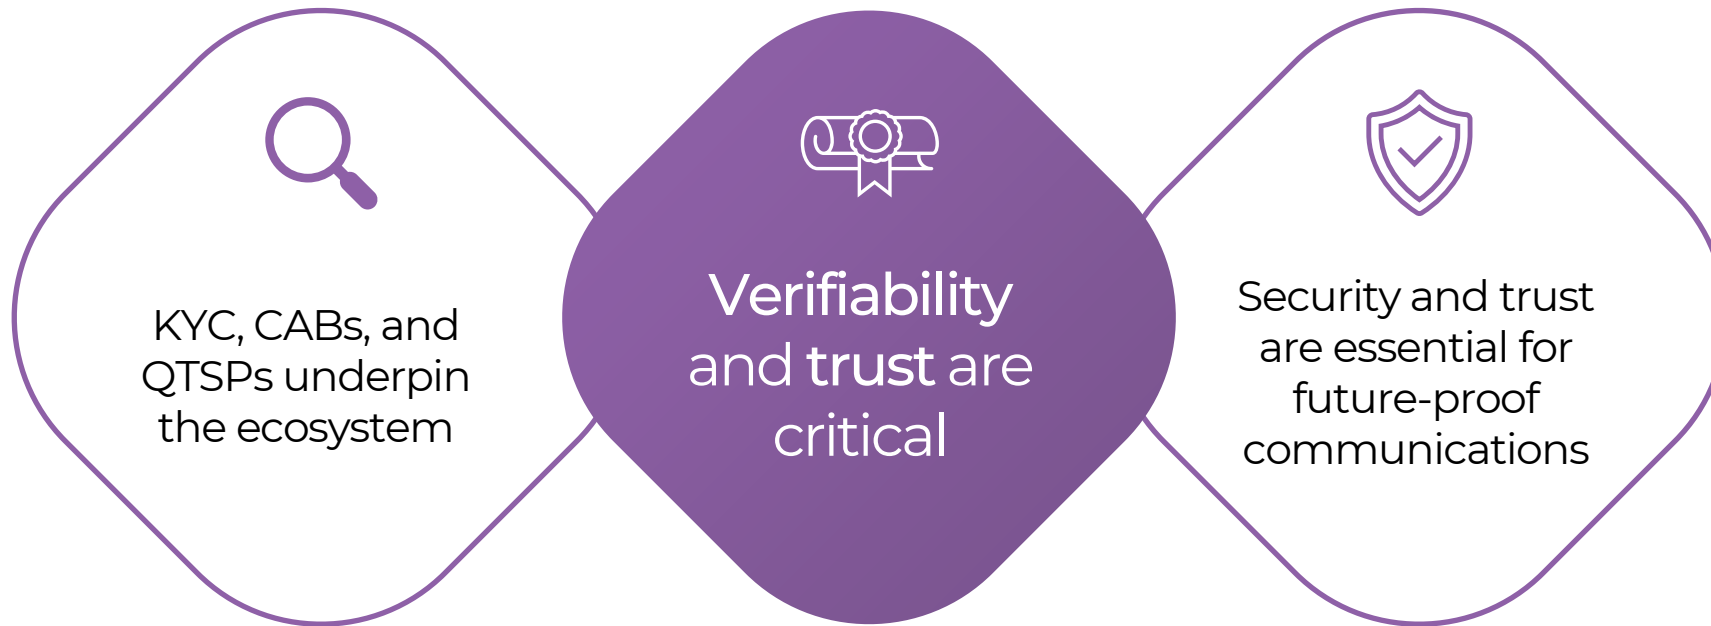 KYC, CABs, and
QTSPs underpin
the ecosystem
Verifiability
and trust are
critical
Security and trust
are essential for
future-proof
communications